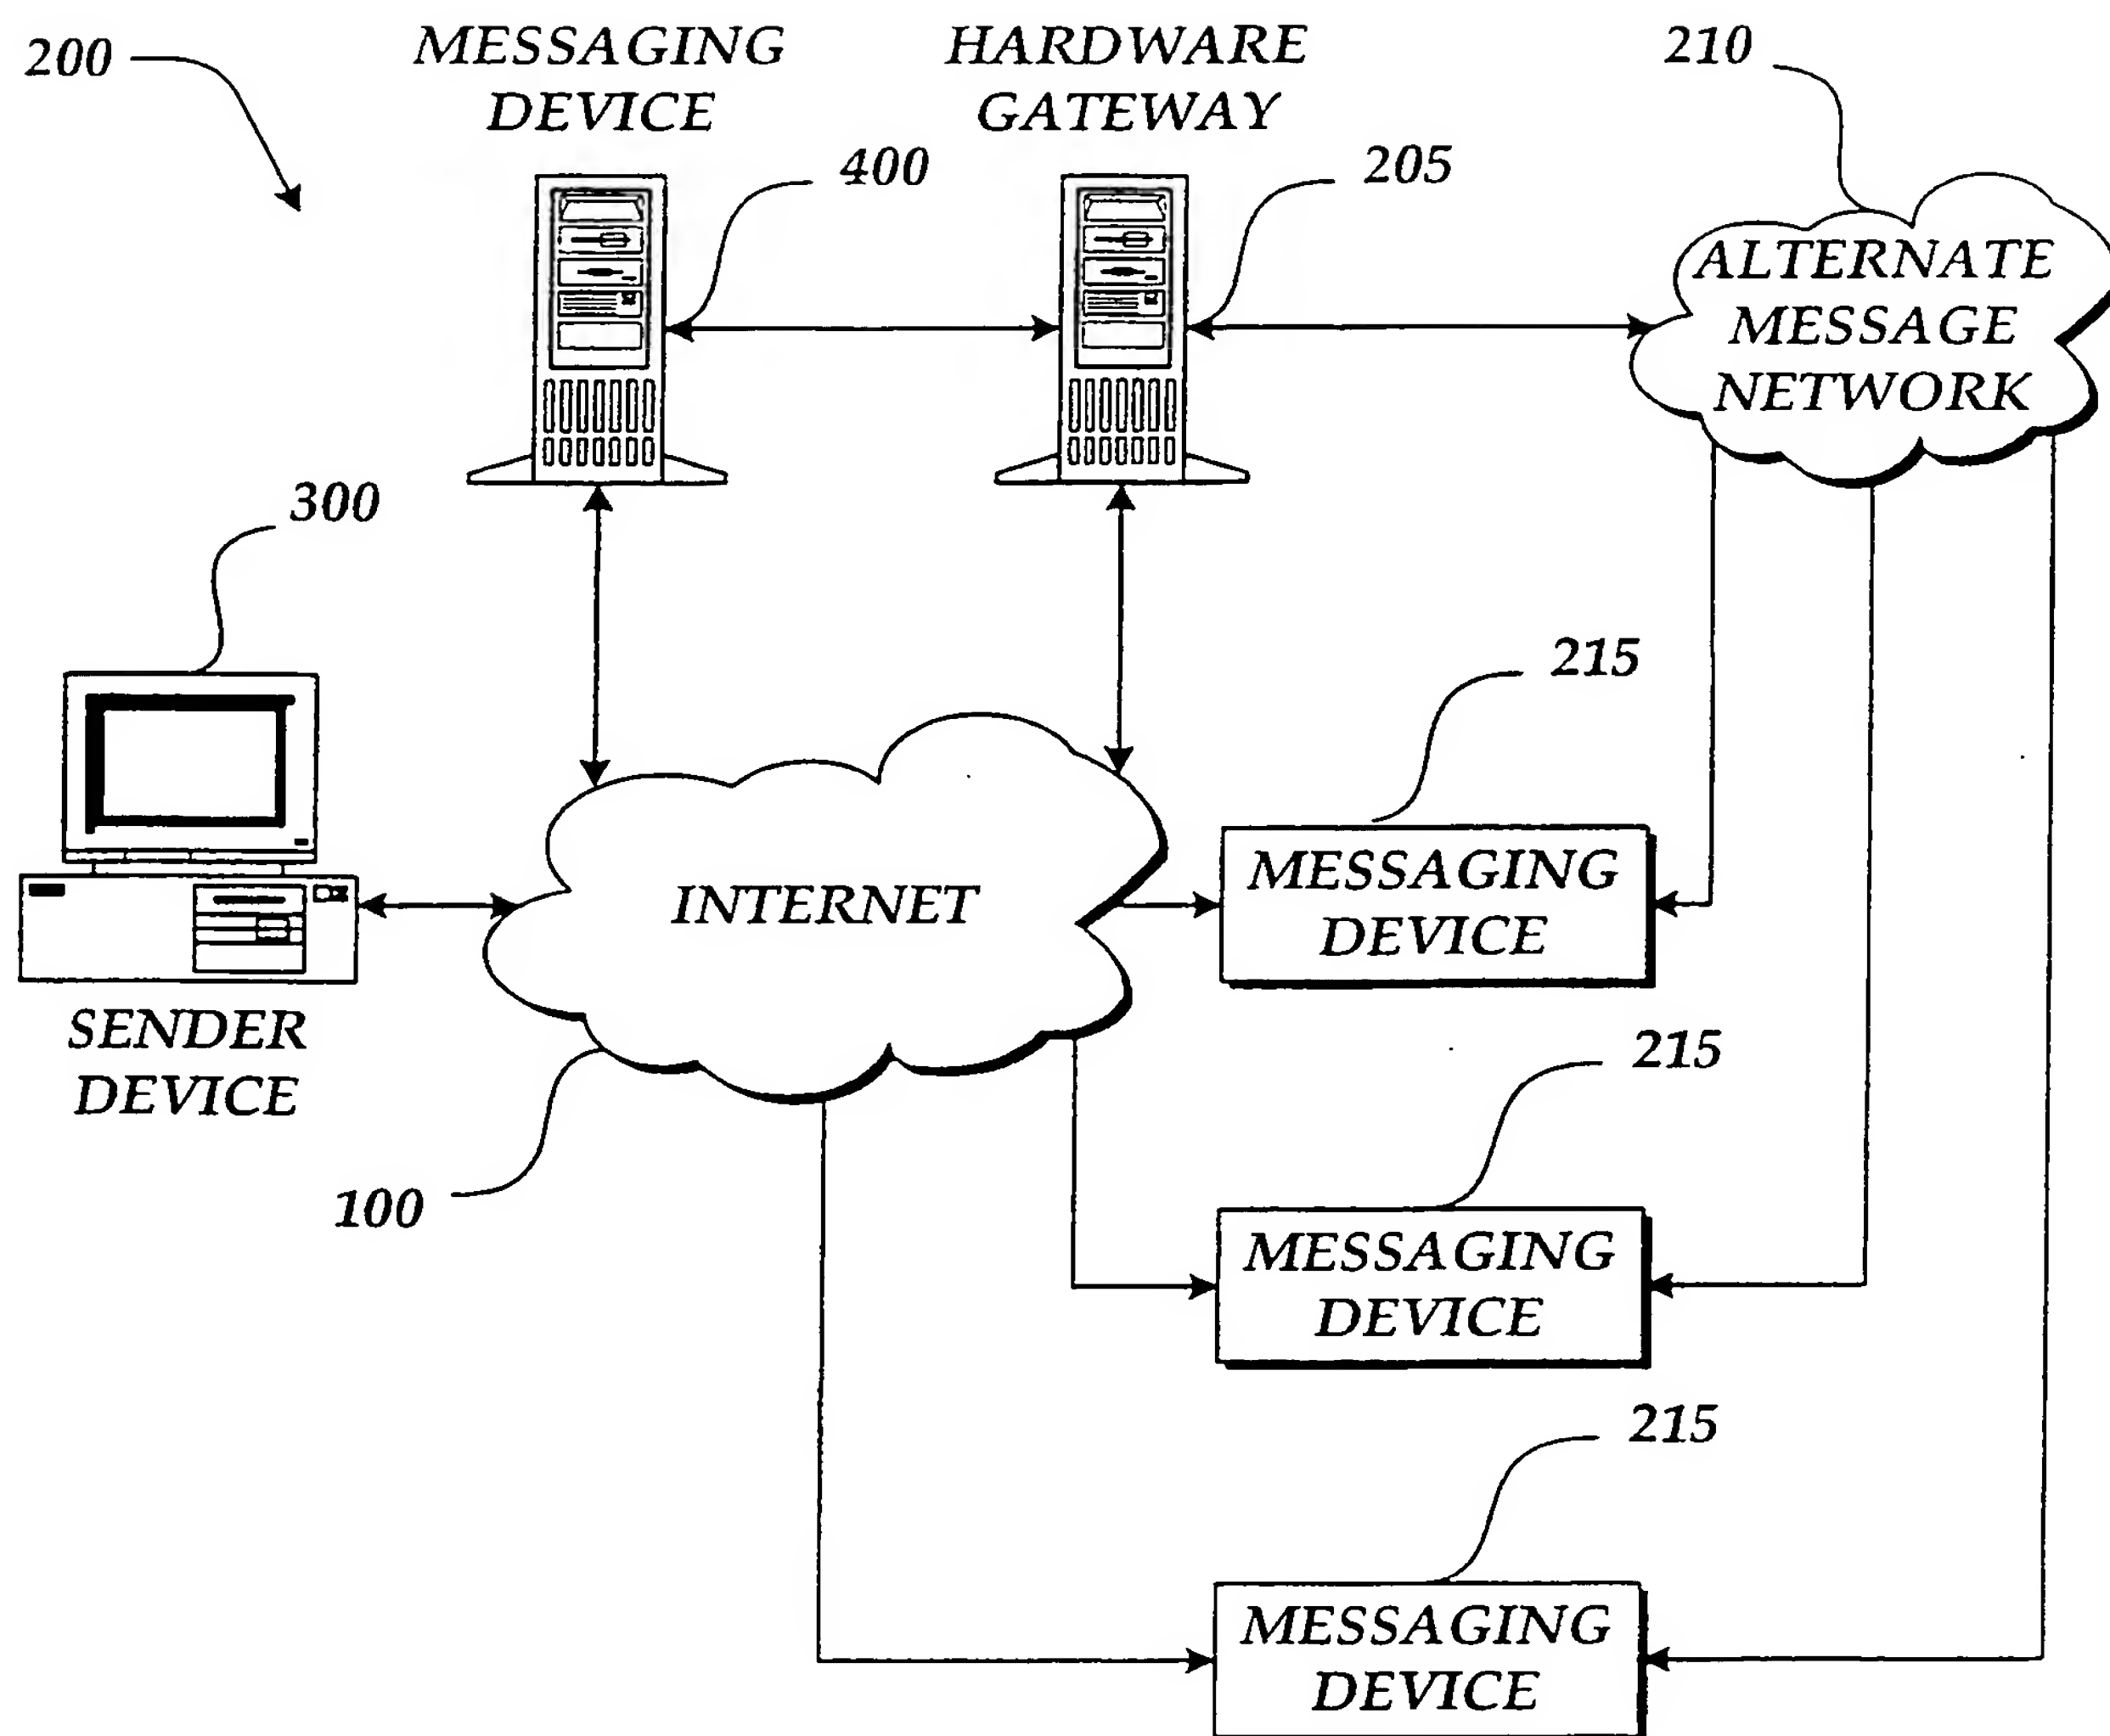 200
MESSAGING
DEVICE
400
HARDWARE
GATEWAY
205
210
ALTERNATE
MESSAGE
NETWORK
300
SENDER
DEVICE
INTERNET
100
215
MESSAGING
DEVICE
215
MESSAGING
DEVICE
215
MESSAGING
DEVICE